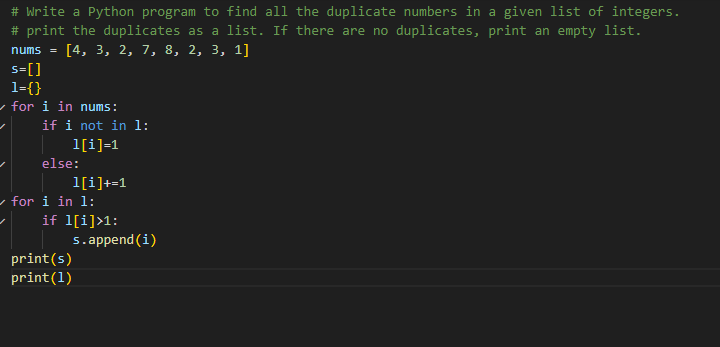 # Write a Python program to find all the duplicate numbers in a given list of integers.
# print the duplicates as a list. If there are no duplicates, print an empty list.
nums = [4, 3, 2, 7, 8, 2, 3, 1]
s=[]
l={}
for i in nums:
    if i not in l:
        l[i]=1
    else:
        l[i]+=1
for i in l:
    if l[i]>1:
        s.append(i)
print(s)
print(l)